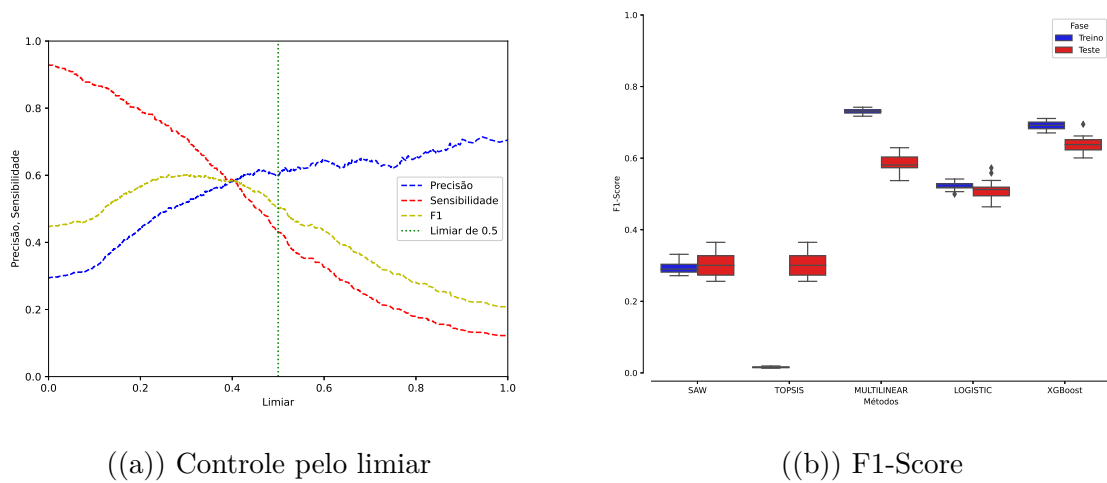 1.0
0.8
0.6
0.4
0.2
0.0
Precisão, Sensibilidade
Precisão
Sensibilidade
F1
Limiar de 0.5
0.0 0.2 0.4 0.6 0.8 1.0
Limiar
((a)) Controle pelo limiar
1.0
0.8
0.6
0.4
0.2
0.0
F1-Score
Fase
Treino
Teste
SAW TOPSIS MULTILINEAR LOGISTIC XGBoost
Métodos
((b)) F1-Score